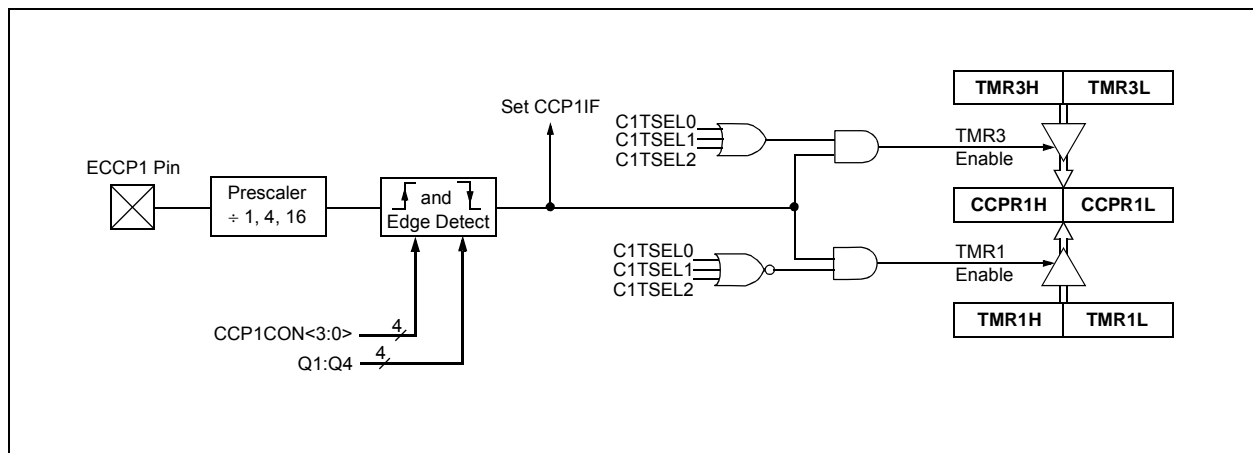 TMR3H TMR3L
Set CCP1IF
C1TSEL0
C1TSEL1
C1TSEL2
TMR3
Enable
ECCP1 Pin
Prescaler
÷ 1, 4, 16
and
Edge Detect
CCPR1H CCPR1L
C1TSEL0
C1TSEL1
C1TSEL2
TMR1
Enable
TMR1H TMR1L
CCP1CON<3:0> 4
Q1:Q4 4